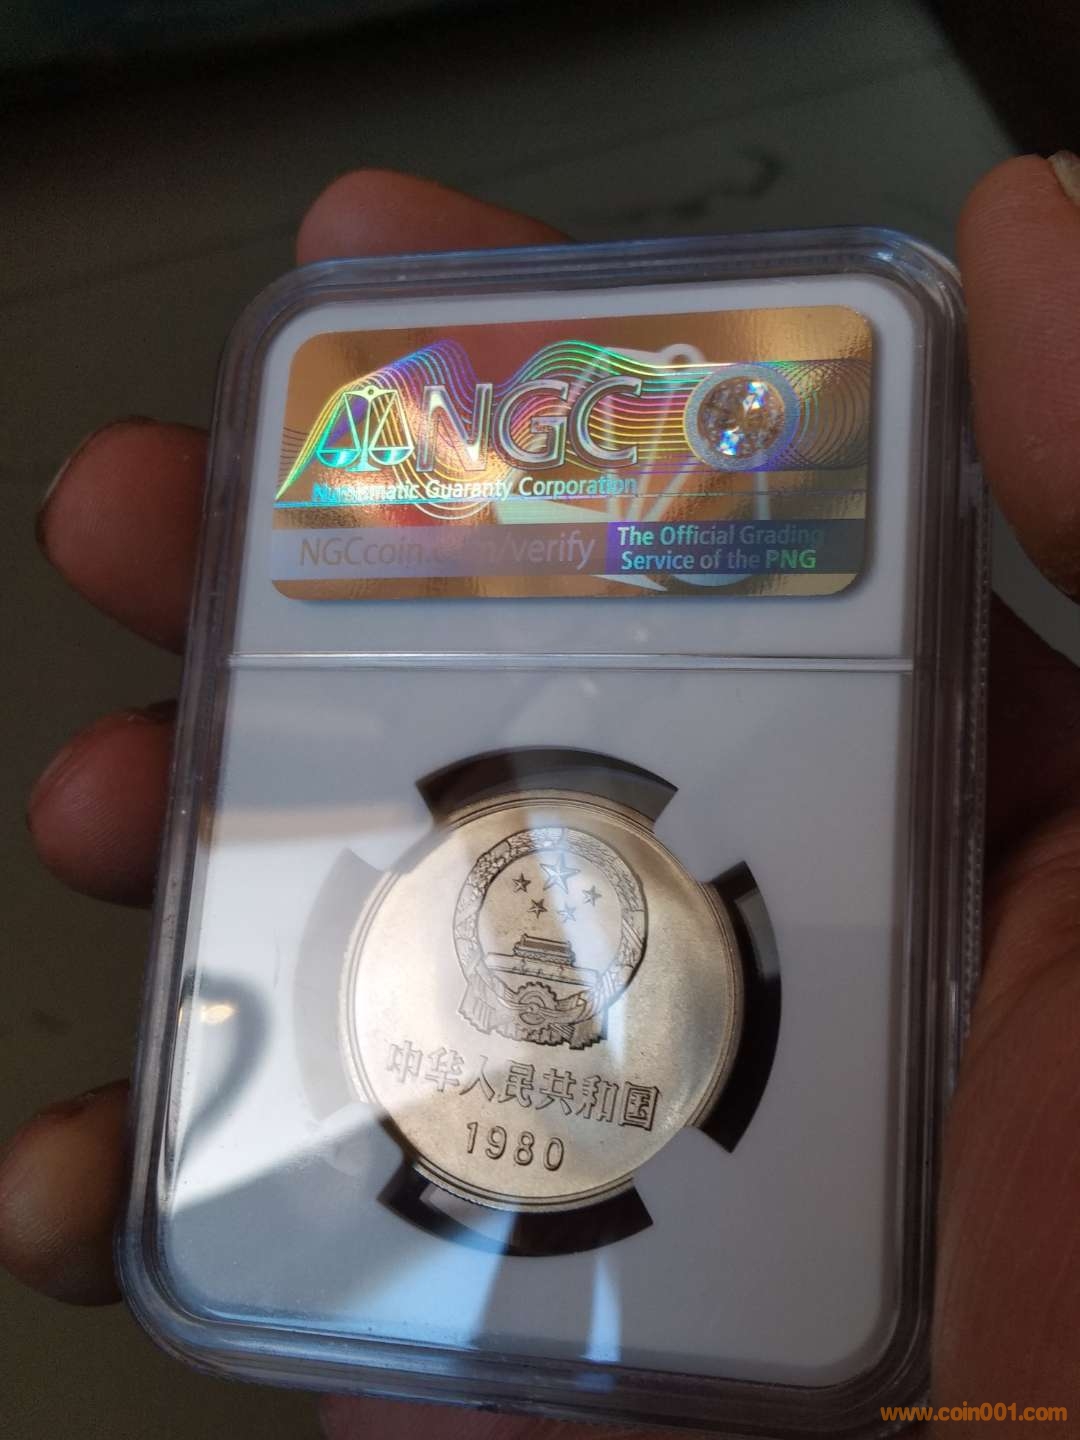 NGC
Numismatic Guaranty Corporation
NGCcoin.com/verify
The Official Grading
Service of the PNG
中华人民共和国
1980
www.coin001.com